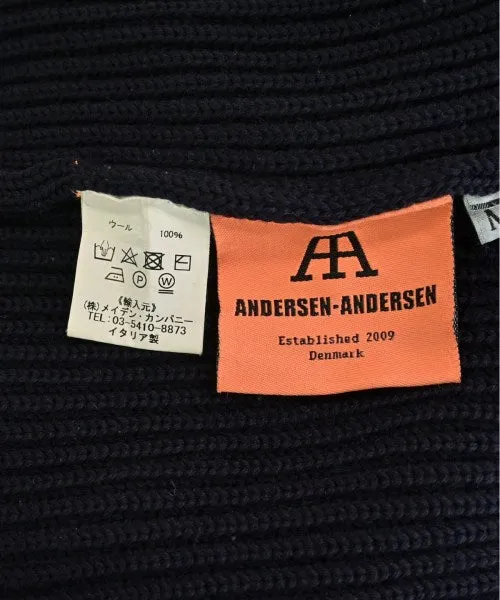 ウール 100%
《輸入元》
(株)メイデン・カンパニー
TEL:03-5410-8873
イタリア製
ANDERSEN-ANDERSEN
Established 2009
Denmark